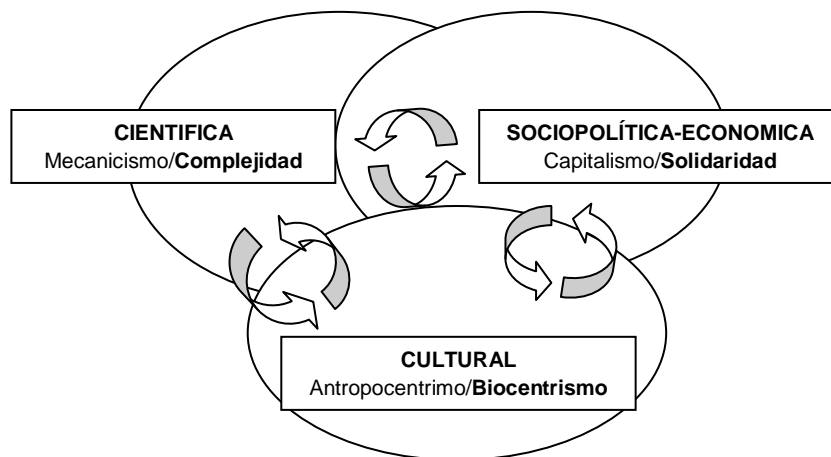 CIENTIFICA
Mecanicismo/Complejidad
SOCIOPOLÍTICA-ECONOMICA
Capitalismo/Solidaridad
CULTURAL
Antropocentrimo/Biocentrismo